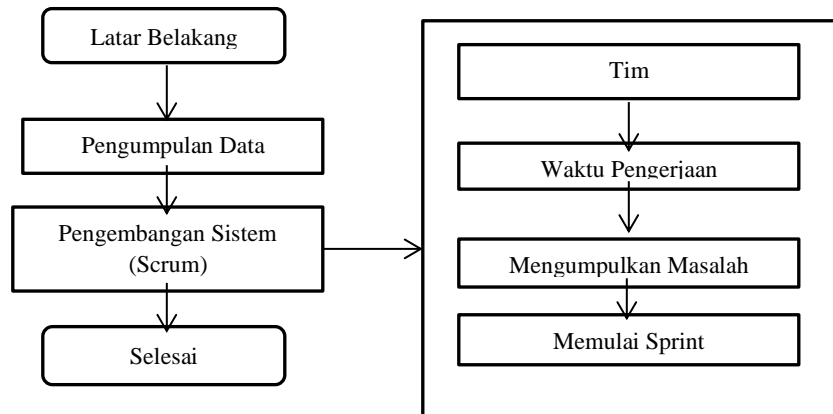 Latar Belakang
Pengumpulan Data
Pengembangan Sistem
(Scrum)
Selesai
Tim
Waktu Pengerjaan
Mengumpulkan Masalah
Memulai Sprint